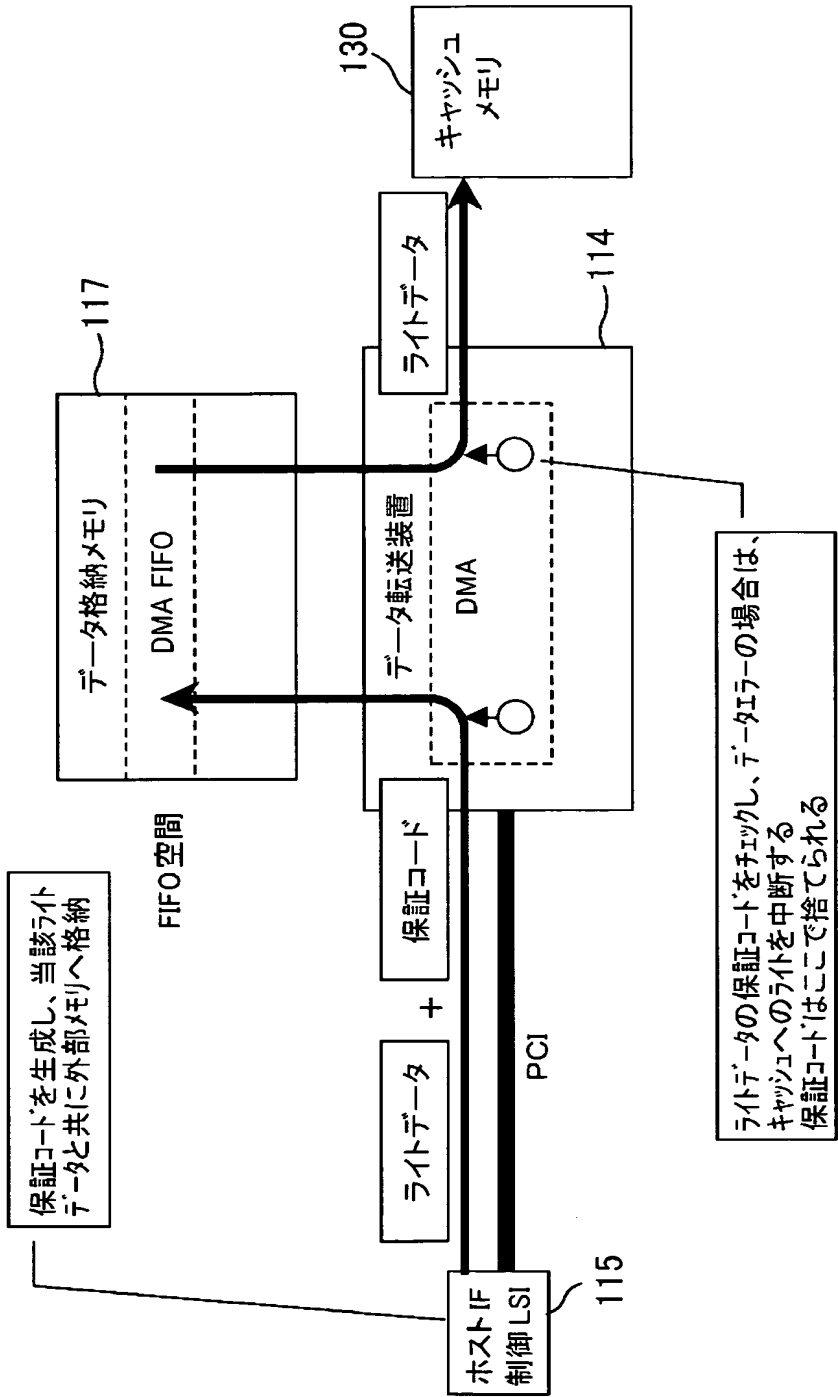 保証コードを生成し、当該ライト
データと共に外部メモリへ格納
FIFO空間
117
データ格納メモリ
DMA FIFO
130
キャッシュ
メモリ
ライトデータ
+
保証コード
ライトデータ
データ転送装置
DMA
114
ホストIF
制御LSI
115
PCI
ライトデータの保証コードをチェックし、データエラーの場合は、
キャッシュへのライトを中断する
保証コードはここで捨てられる